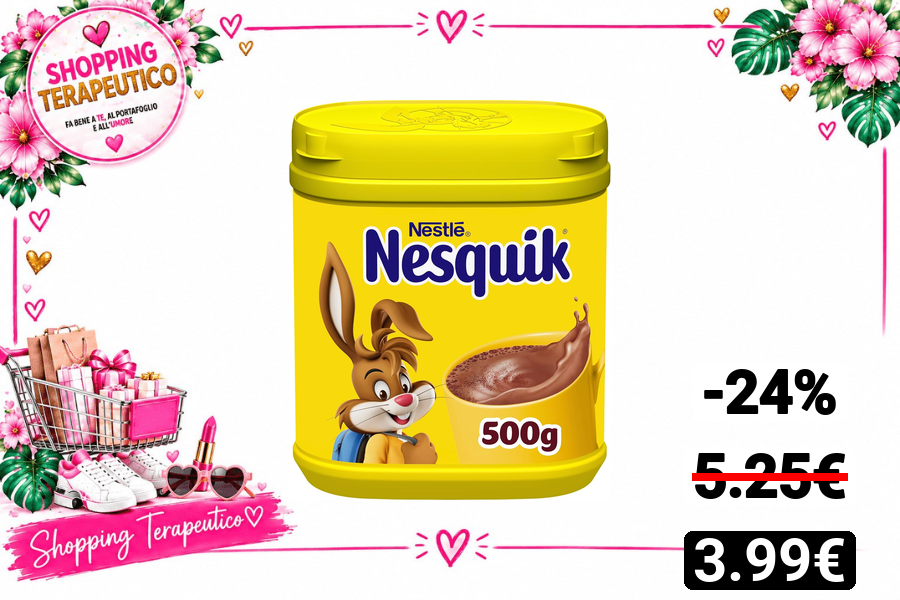 SHOPPING
TERAPEUTICO
FA BENE A TE, AL PORTAFOGLIO
E ALL'UMORE
Nestlé®
Nesquik®
500g
-24%
5.25€
3.99€
Shopping Terapeutico